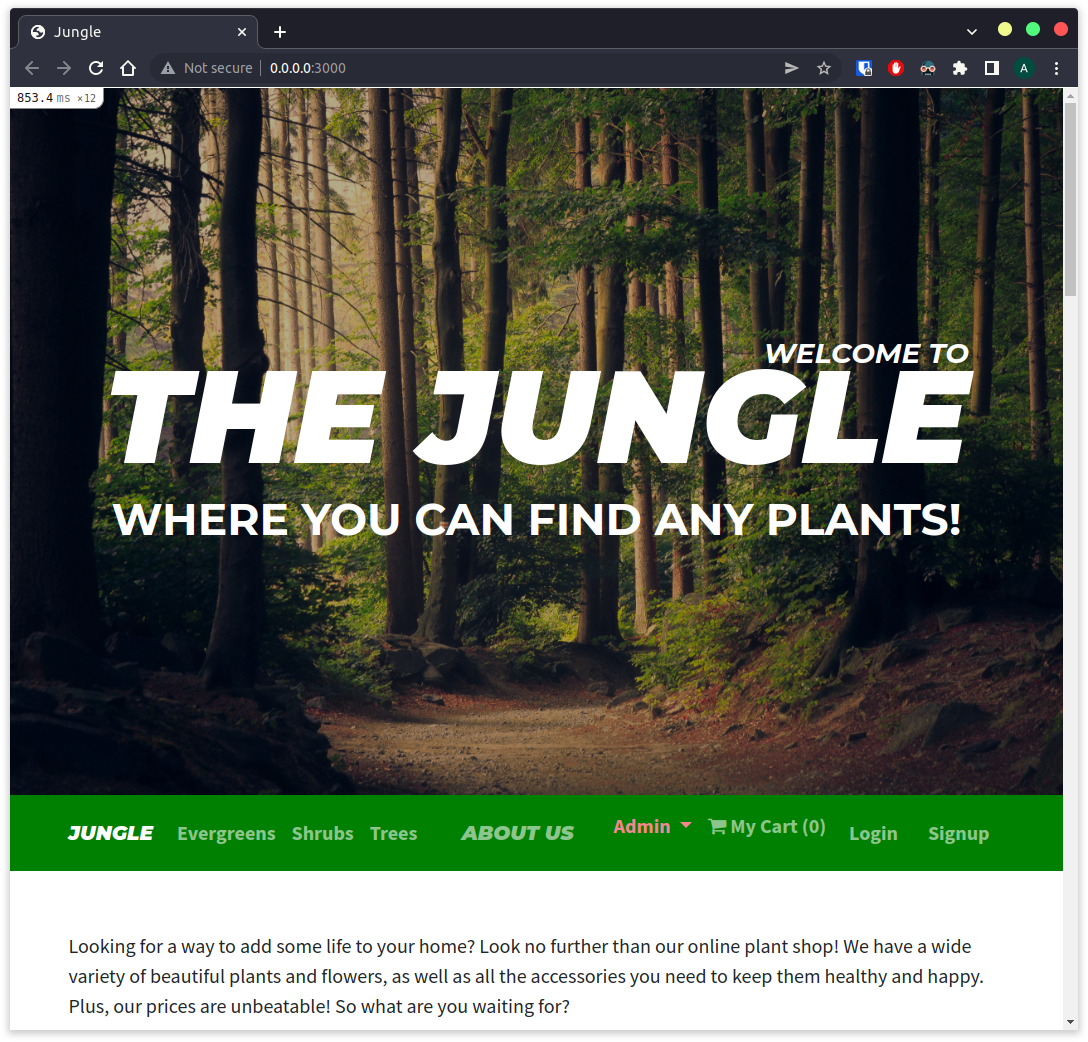 Jungle
Not secure 0.0.0.0:3000
A
853.4 ms ×12
WELCOME TO
THE JUNGLE
WHERE YOU CAN FIND ANY PLANTS!
JUNGLE Evergreens Shrubs Trees ABOUT US Admin My Cart (0) Login Signup
Looking for a way to add some life to your home? Look no further than our online plant shop! We have a wide
variety of beautiful plants and flowers, as well as all the accessories you need to keep them healthy and happy.
Plus, our prices are unbeatable! So what are you waiting for?